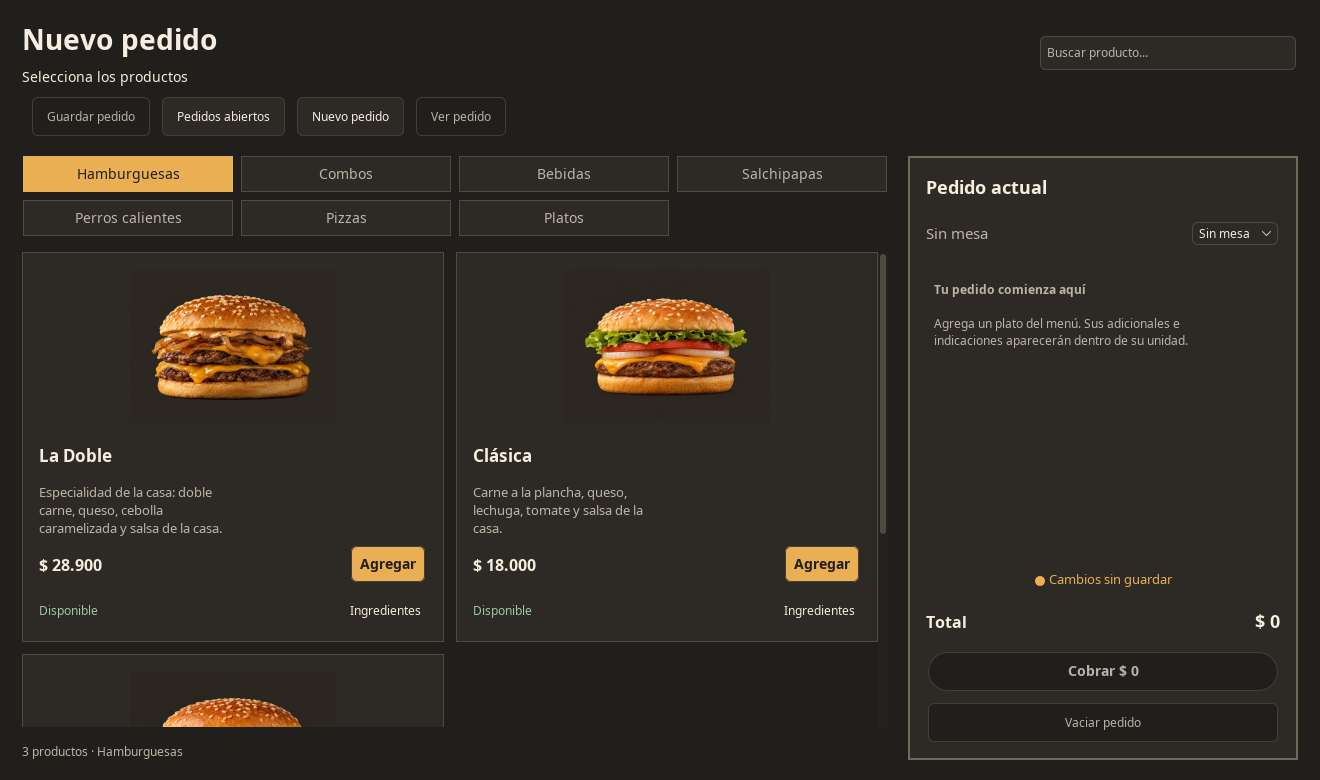 Nuevo pedido
Selecciona los productos
Buscar producto...
Guardar pedido
Pedidos abiertos
Nuevo pedido
Ver pedido
Hamburguesas
Combos
Bebidas
Salchipapas
Perros calientes
Pizzas
Platos
La Doble
Especialidad de la casa: doble
carne, queso, cebolla
caramelizada y salsa de la casa.
$ 28.900
Agregar
Disponible
Ingredientes
Clásica
Carne a la plancha, queso,
lechuga, tomate y salsa de la
casa.
$ 18.000
Agregar
Disponible
Ingredientes
3 productos · Hamburguesas
Pedido actual
Sin mesa
Sin mesa
Tu pedido comienza aquí
Agrega un plato del menú. Sus adicionales e
indicaciones aparecerán dentro de su unidad.
Cambios sin guardar
Total
$ 0
Cobrar $ 0
Vaciar pedido